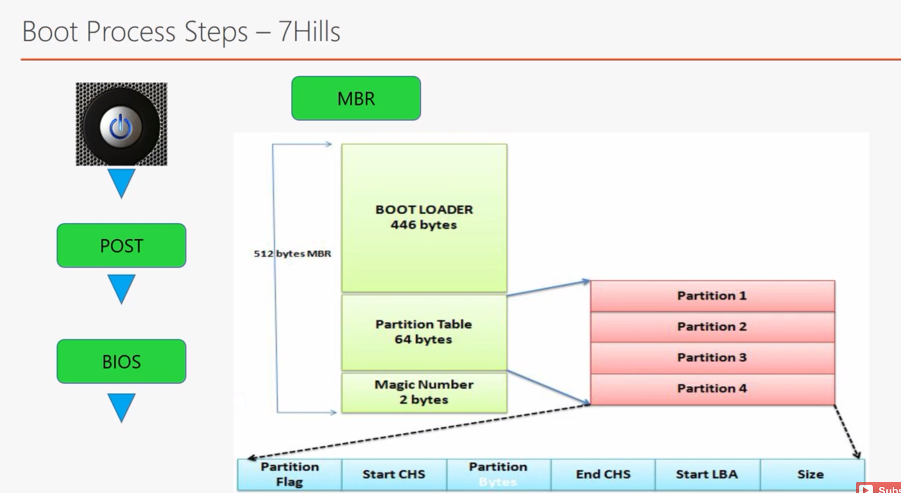 Boot Process Steps – 7Hills
MBR
POST
BIOS
512 bytes MBR
BOOT LOADER
446 bytes
Partition Table
64 bytes
Magic Number
2 bytes
Partition 1
Partition 2
Partition 3
Partition 4
Partition
Flag
Start CHS
Partition
Bytes
End CHS
Start LBA
Size